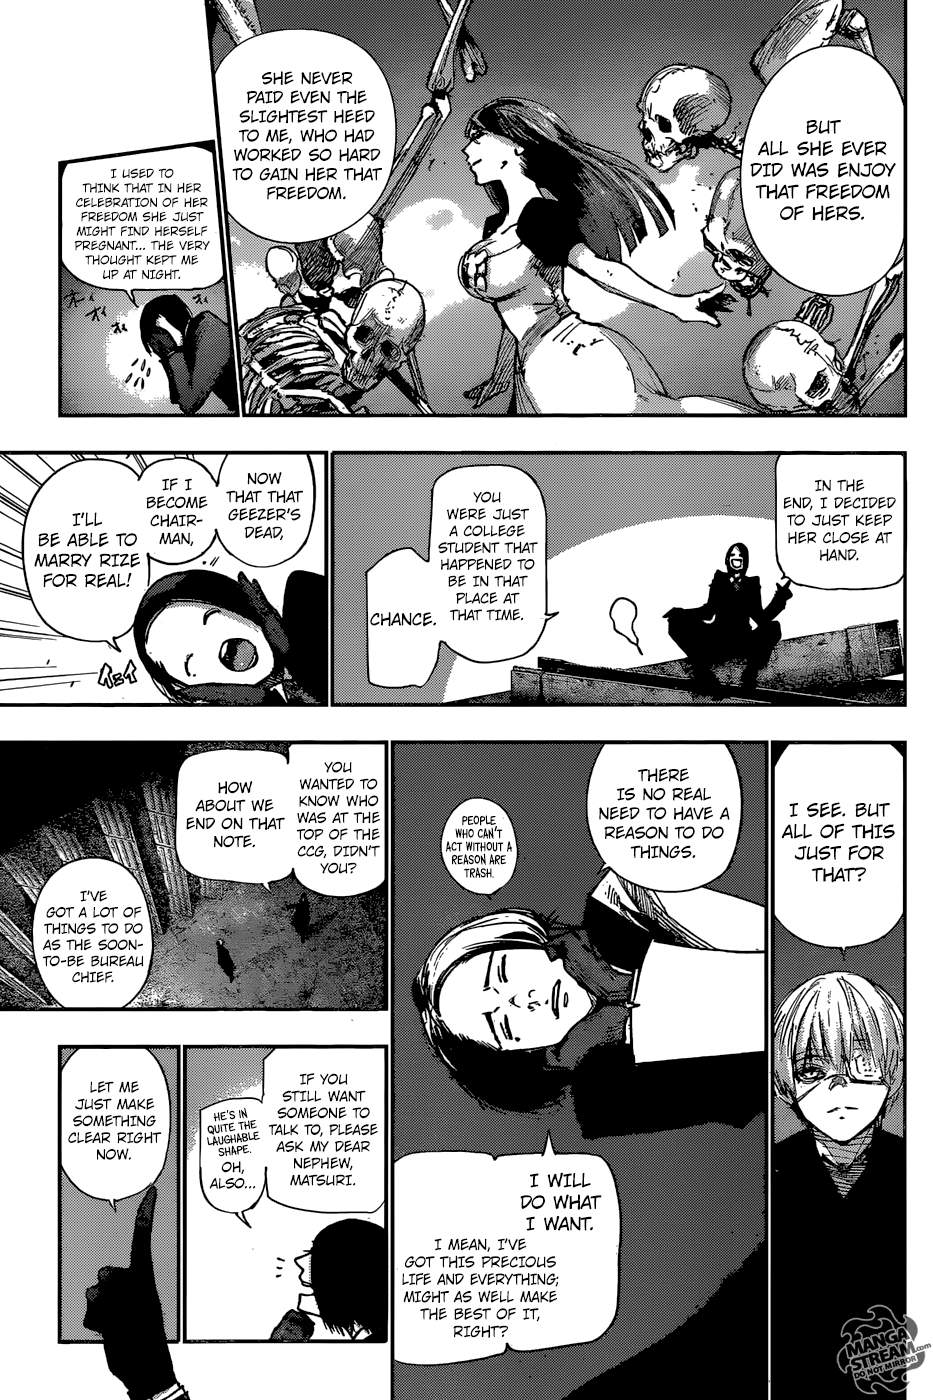 BUT
ALL SHE EVER
DID WAS ENJOY
THAT FREEDOM
OF HERS.
SHE NEVER
PAID EVEN THE
SLIGHTEST HEED
TO ME, WHO HAD
WORKED SO HARD
TO GAIN HER THAT
FREEDOM.
I USED TO
THINK THAT IN HER
CELEBRATION OF HER
FREEDOM SHE JUST
MIGHT FIND HERSELF
PREGNANT... THE VERY
THOUGHT KEPT ME
UP AT NIGHT.
オイ
オイ
IN THE
END, I DECIDED
TO JUST KEEP
HER CLOSE AT
HAND.
YOU
WERE JUST
A COLLEGE
STUDENT THAT
HAPPENED TO
BE IN THAT
PLACE AT
THAT TIME.
CHANCE.
NOW
THAT THAT
GEEZER'S
DEAD,
IF I
BECOME
CHAIR-
MAN,
I'LL
BE ABLE TO
MARRY RIZE
FOR REAL!
I SEE. BUT
ALL OF THIS
JUST FOR
THAT?
THERE
IS NO REAL
NEED TO HAVE A
REASON TO DO
THINGS.
PEOPLE
WHO CAN'T
ACT WITHOUT A
REASON ARE
TRASH.
I WILL
DO WHAT
I WANT.
I MEAN, I'VE
GOT THIS PRECIOUS
LIFE AND EVERYTHING;
MIGHT AS WELL MAKE
THE BEST OF IT,
RIGHT?
YOU
WANTED TO
KNOW WHO
WAS AT THE
TOP OF THE
CCG, DIDN'T
YOU?
HOW
ABOUT WE
END ON THAT
NOTE.
I'VE
GOT A LOT OF
THINGS TO DO
AS THE SOON-
TO-BE BUREAU
CHIEF.
IF YOU
STILL WANT
SOMEONE TO
TALK TO, PLEASE
ASK MY DEAR
NEPHEW,
MATSURI.
HE'S IN
QUITE THE
LAUGHABLE
SHAPE.
OH,
ALSO...
LET ME
JUST MAKE
SOMETHING
CLEAR RIGHT
NOW.
MANGA
STREAM.com
DO NOT MIRROR